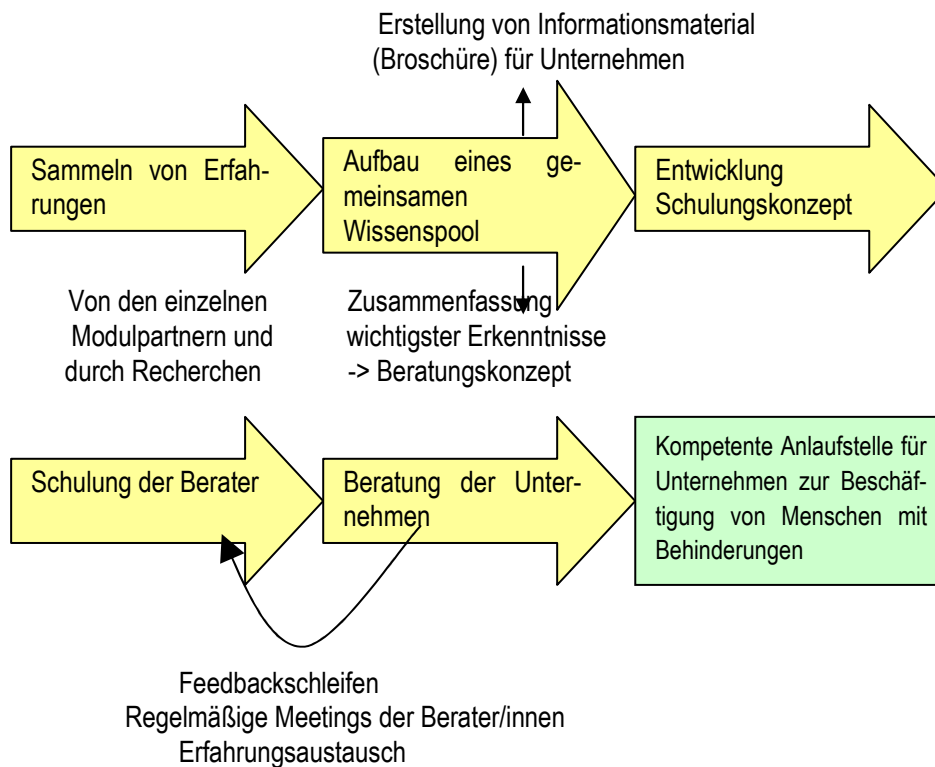 Erstellung von Informationsmaterial
(Broschüre) für Unternehmen
Sammeln von Erfah-
rungen
Aufbau eines ge-
meinsamen
Wissenspool
Entwicklung
Schulungskonzept
Von den einzelnen
Modulpartnern und
durch Recherchen
Zusammenfassung
wichtigster Erkenntnisse
-> Beratungskonzept
Schulung der Berater
Beratung der Unter-
nehmen
Kompetente Anlaufstelle für
Unternehmen zur Beschäf-
tigung von Menschen mit
Behinderungen
Feedbackschleifen
Regelmäßige Meetings der Berater/innen
Erfahrungsaustausch